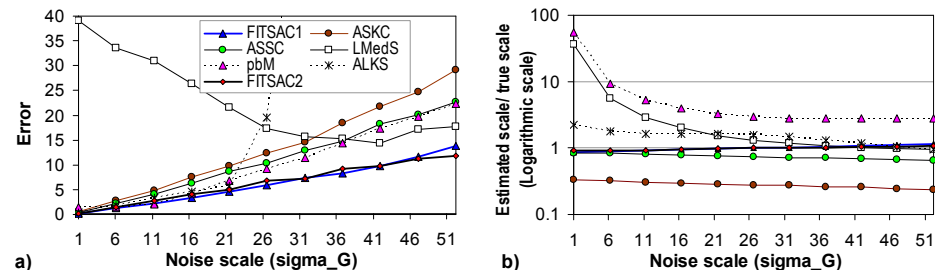 40
35
30
25
20
15
10
5
0
Error
FITSAC1
ASKC
ASSC
LMedS
pbM
ALKS
FITSAC2
1 6 11 16 21 26 31 36 41 46 51
a) Noise scale (sigma_G)
Estimated scale/ true scale
(Logarithmic scale)
100
10
1
0.1
1 6 11 16 21 26 31 36 41 46 51
b) Noise scale (sigma_G)